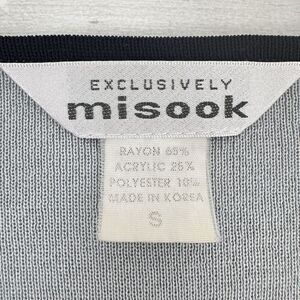 EXCLUSIVELY
misook
RAYON 65%
ACRYLIC 25%
POLYESTER 10%
MADE IN KOREA
S